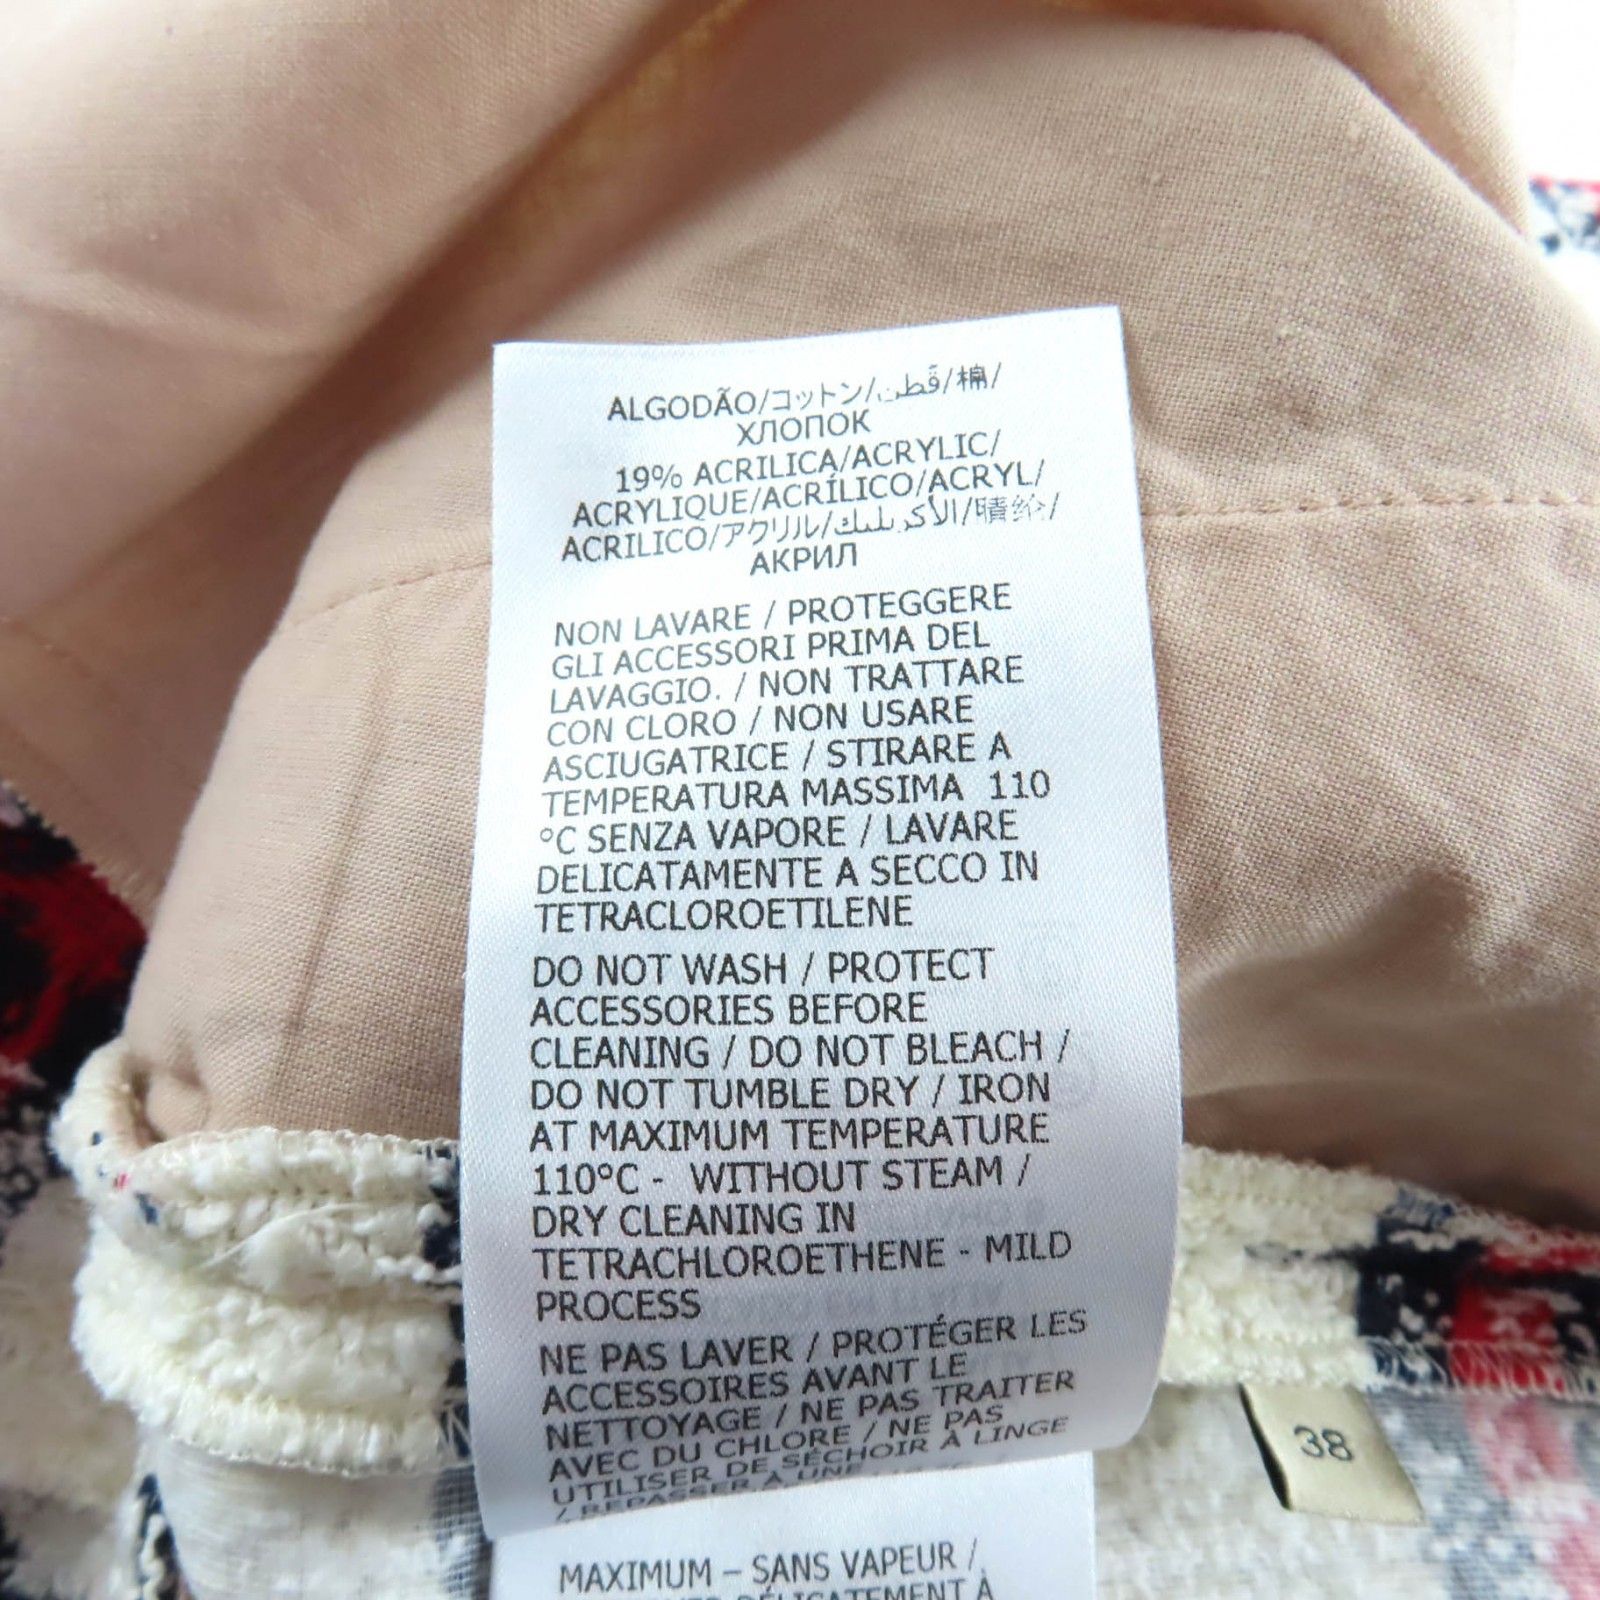 ALGODÃO/コットン/قطن/棉/
ХЛОПОК
19% ACRILICA/ACRYLIC/
ACRYLIQUE/ACRÍLICO/ACRYL/
ACRILICO/アクリル/الأكريليك/腈纶/
АКРИЛ
NON LAVARE / PROTEGGERE
GLI ACCESSORI PRIMA DEL
LAVAGGIO. / NON TRATTARE
CON CLORO / NON USARE
ASCIUGATRICE / STIRARE A
TEMPERATURA MASSIMA 110
°C SENZA VAPORE / LAVARE
DELICATAMENTE A SECCO IN
TETRACLOROETILENE
DO NOT WASH / PROTECT
ACCESSORIES BEFORE
CLEANING / DO NOT BLEACH /
DO NOT TUMBLE DRY / IRON
AT MAXIMUM TEMPERATURE
110°C - WITHOUT STEAM /
DRY CLEANING IN
TETRACHLOROETHENE - MILD
PROCESS
NE PAS LAVER / PROTÉGER LES
ACCESSOIRES AVANT LE
NETTOYAGE / NE PAS TRAITER
AVEC DU CHLORE / NE PAS
UTILISER DE SÉCHOIR À LINGE
/ REPASSER À UNE
MAXIMUM – SANS VAPEUR /
DÉLICATEMENT À
38